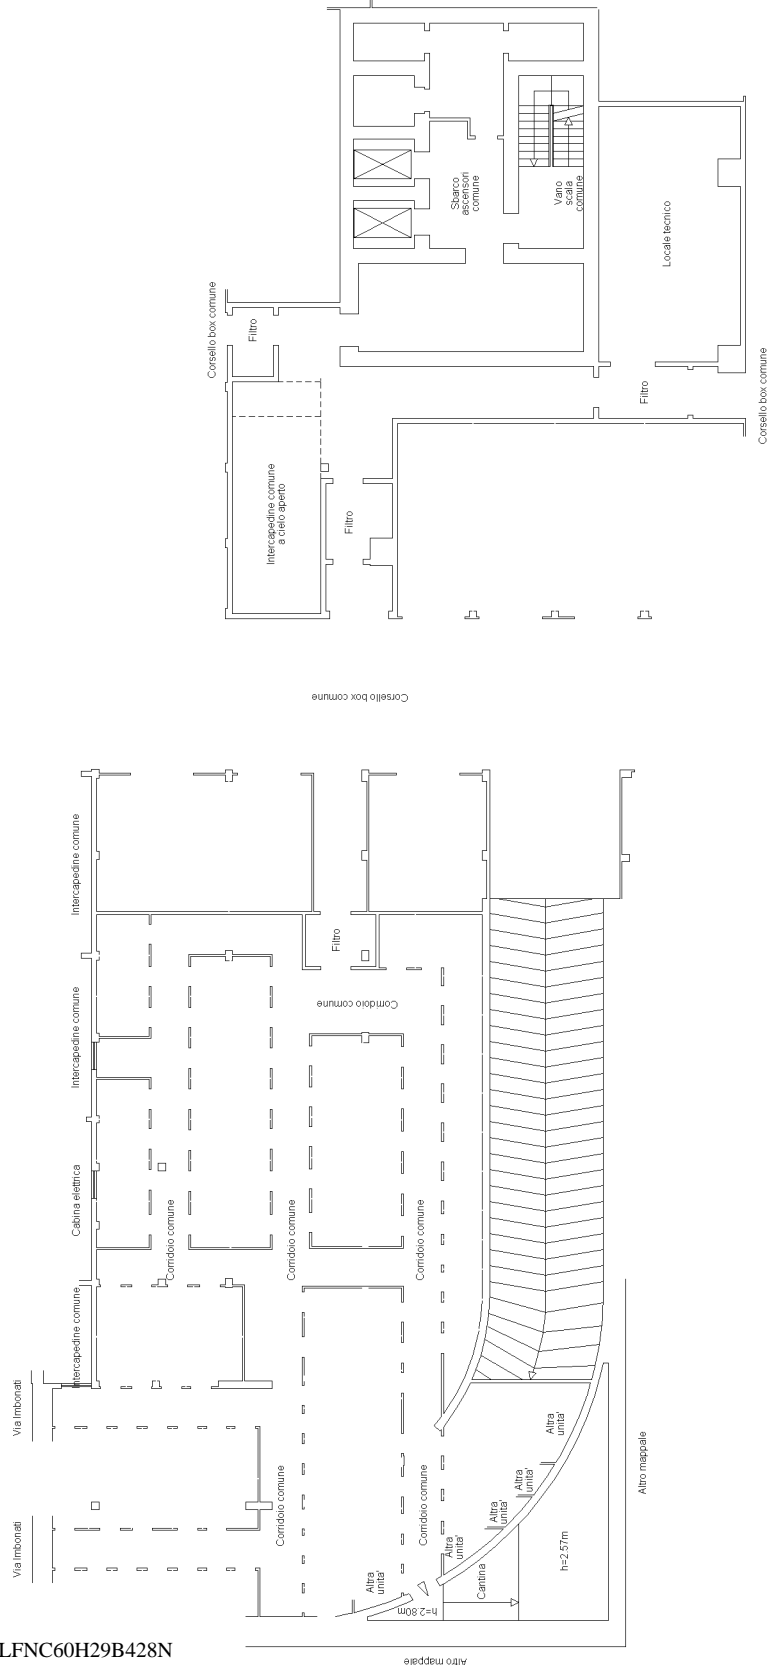 Corsello box comune
Filtro
Sbarco
ascensori
comune
Vano
scala
comune
Locale tecnico
Filtro
Corsello box comune
Intercapedine comune
a cielo aperto
Filtro
Corsello box comune
Intercapedine comune
Filtro
Corridoio comune
Intercapedine comune
Cabina elettrica
Corridoio comune
Corridoio comune
Corridoio comune
Intercapedine comune
Via Imbonati
Via Imbonati
Corridoio comune
Corridoio comune
Altra
unita'
Altra
unita'
Altra
unita'
Altra
unita'
Altra
unita'
Cantina
h=2.57m
h=2.80m
Altro mappale
Altro mappale
LFNC60H29B428N